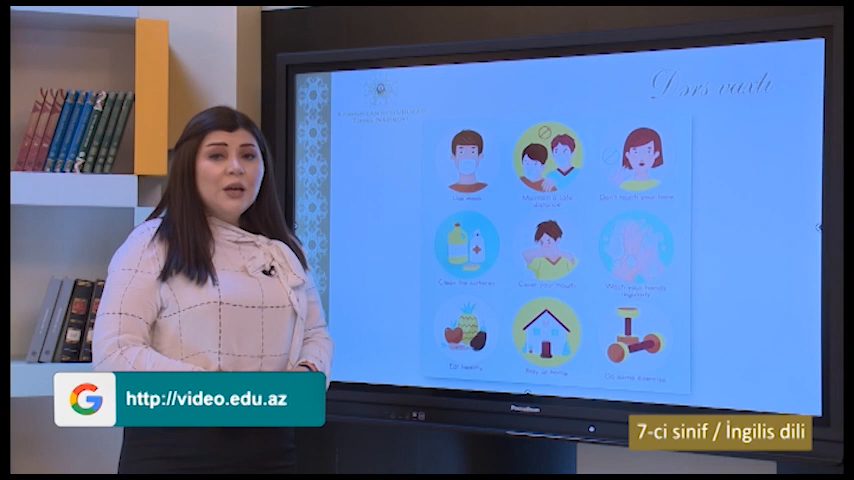 Dərs vaxtı
Use mask
Maintain a safe
distance
Don't touch your face
Clean the surfaces
Cover your mouth
Wash your hands
regularly
Eat healthy
Stay at home
Do some exercise
http://video.edu.az
7-ci sinif / İngilis dili